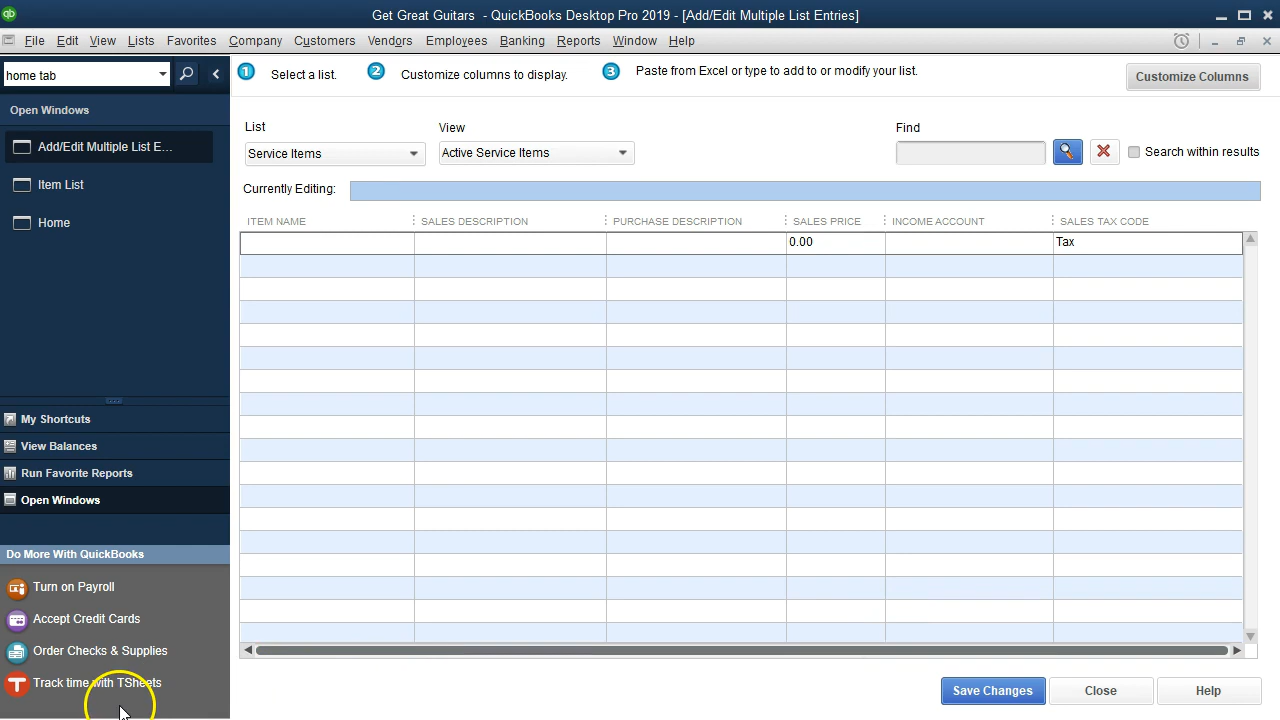 qb
Get Great Guitars - QuickBooks Desktop Pro 2019 - [Add/Edit Multiple List Entries]
File Edit View Lists Favorites Company Customers Vendors Employees Banking Reports Window Help
home tab
1 Select a list. 2 Customize columns to display. 3 Paste from Excel or type to add to or modify your list.
Customize Columns
Open Windows
Add/Edit Multiple List E...
Item List
Home
List View Find
Service Items Active Service Items Search within results
Currently Editing:
ITEM NAME SALES DESCRIPTION PURCHASE DESCRIPTION SALES PRICE INCOME ACCOUNT SALES TAX CODE
0.00 Tax
My Shortcuts
View Balances
Run Favorite Reports
Open Windows
Do More With QuickBooks
Turn on Payroll
Accept Credit Cards
Order Checks & Supplies
T Track time with TSheets
Save Changes Close Help